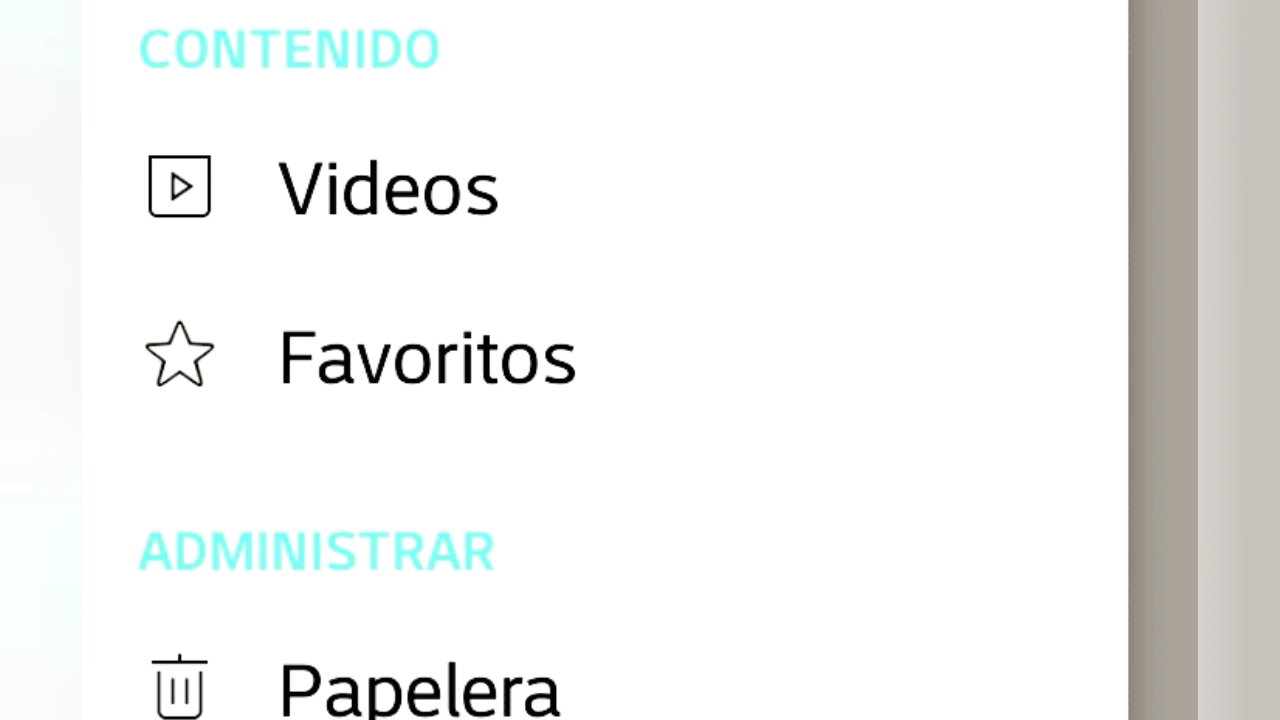 CONTENIDO
Videos
Favoritos
ADMINISTRAR
Papelera